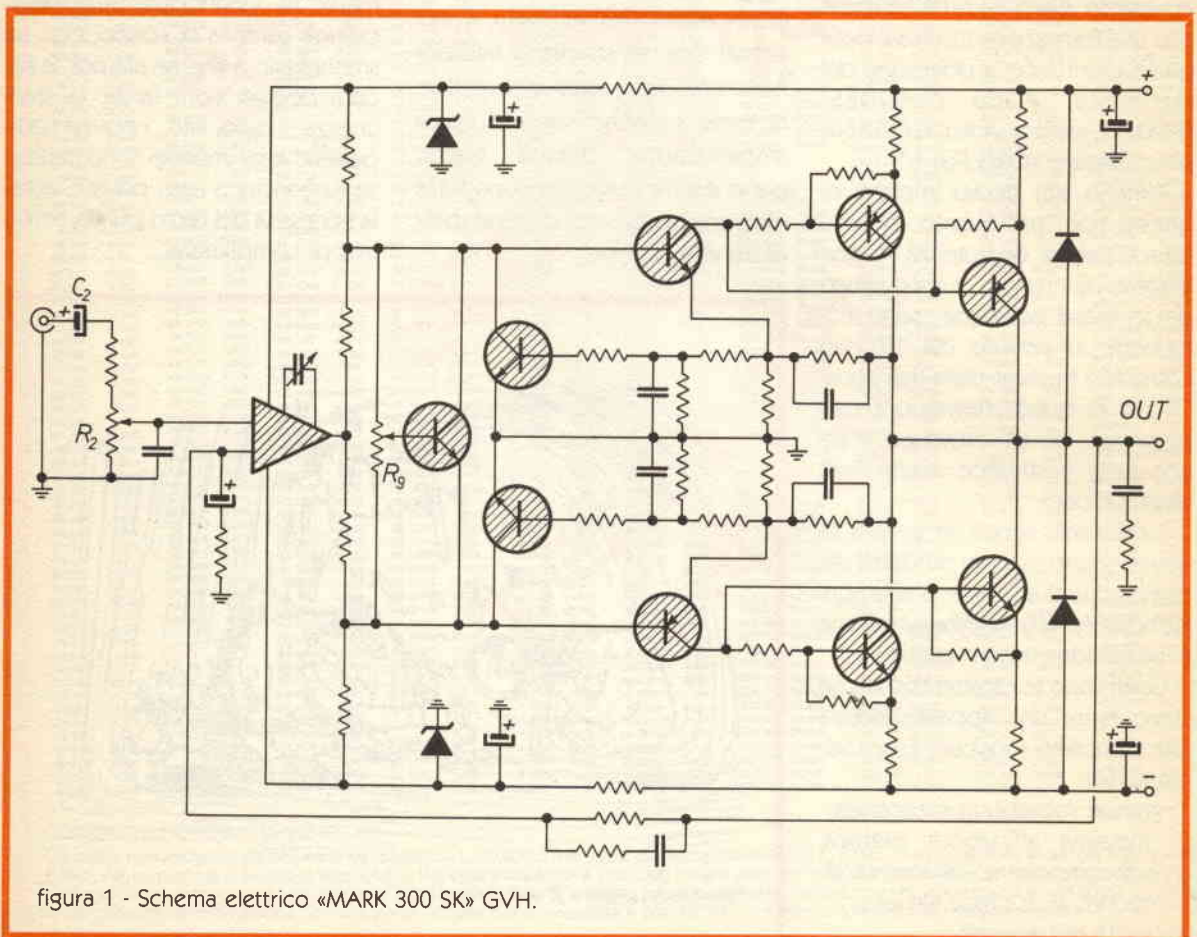 +
C₂
+
+
+
R₂
R₉
OUT
+
+
+
-
figura 1 - Schema elettrico «MARK 300 SK» GVH.